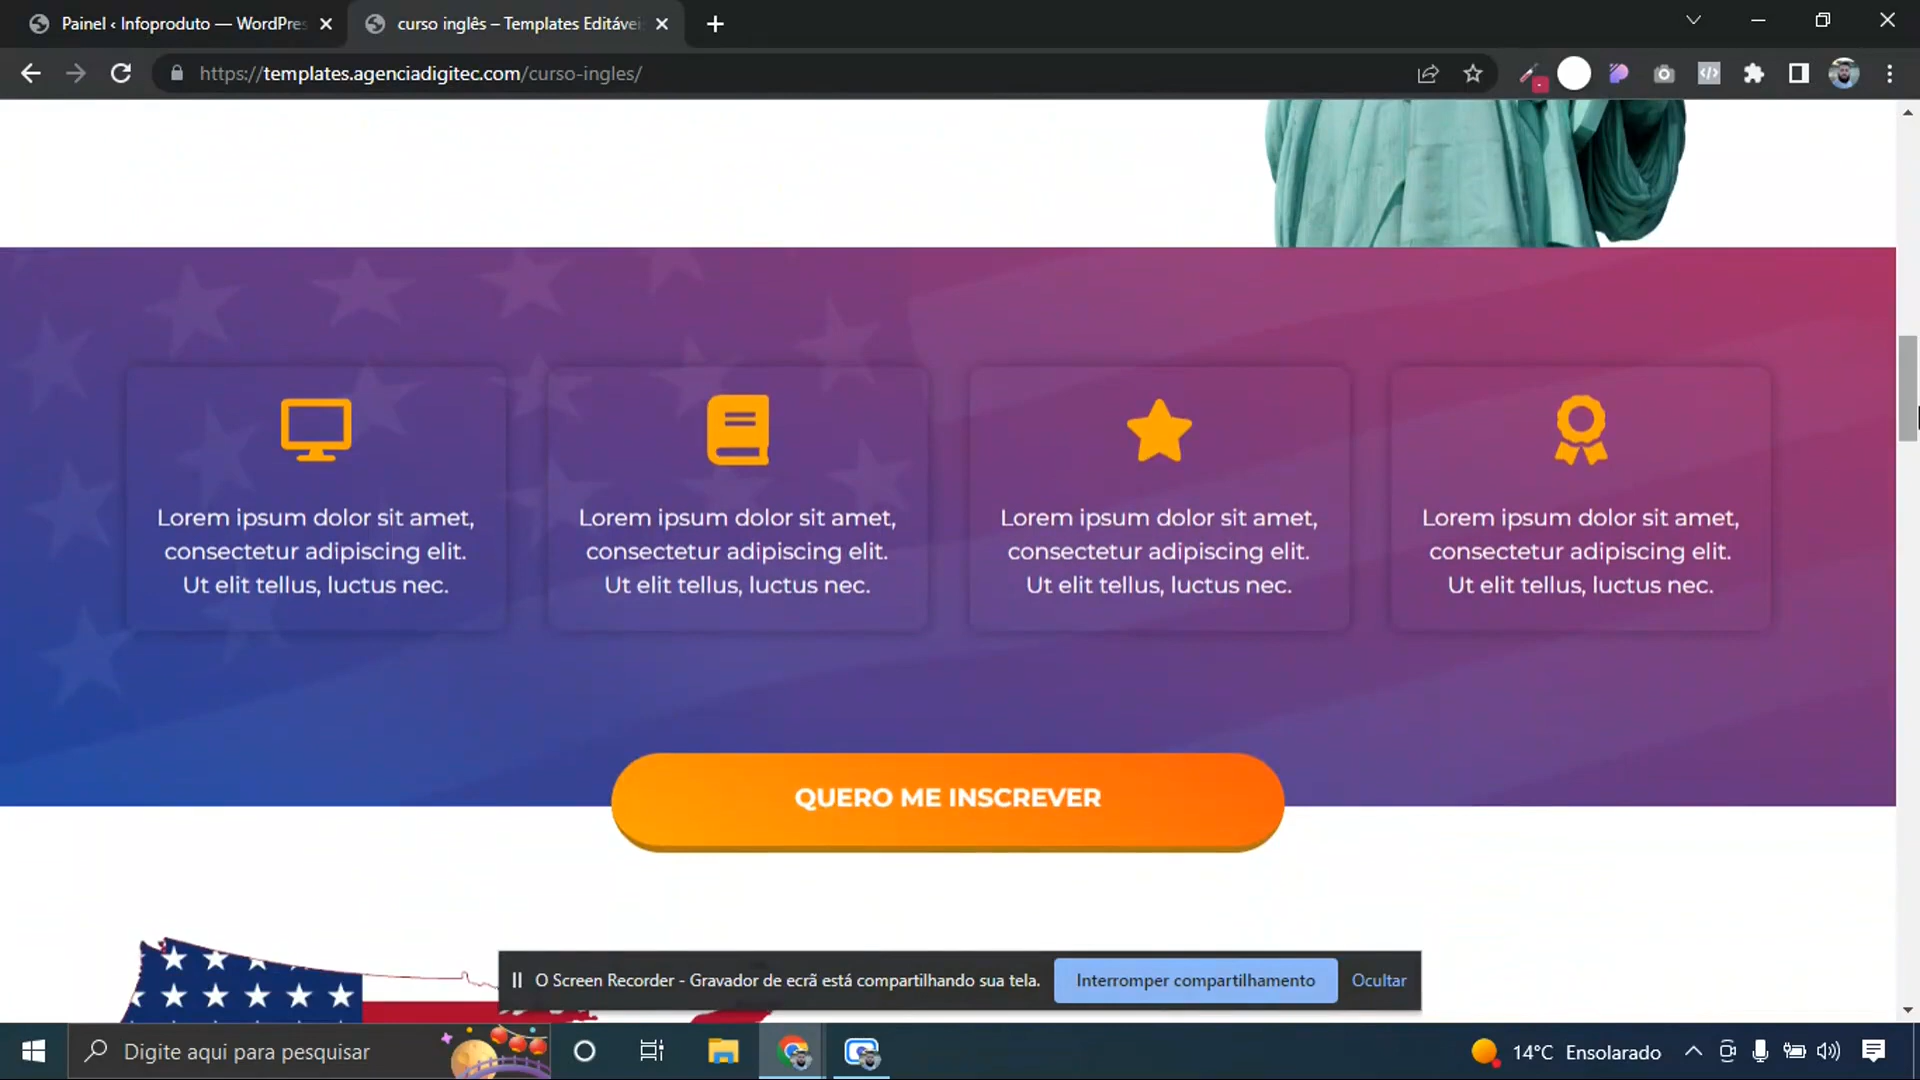 Painel ‹ Infoproduto — WordPres
curso inglês – Templates Editávei
https://templates.agenciadigitec.com/curso-ingles/
Lorem ipsum dolor sit amet,
consectetur adipiscing elit.
Ut elit tellus, luctus nec.
Lorem ipsum dolor sit amet,
consectetur adipiscing elit.
Ut elit tellus, luctus nec.
Lorem ipsum dolor sit amet,
consectetur adipiscing elit.
Ut elit tellus, luctus nec.
Lorem ipsum dolor sit amet,
consectetur adipiscing elit.
Ut elit tellus, luctus nec.
QUERO ME INSCREVER
O Screen Recorder - Gravador de ecrã está compartilhando sua tela.
Interromper compartilhamento
Ocultar
Digite aqui para pesquisar
14°C Ensolarado